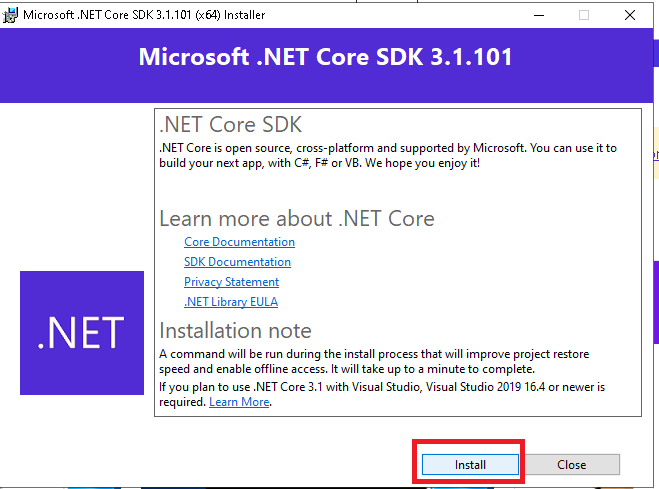 Microsoft .NET Core SDK 3.1.101 (x64) Installer
Microsoft .NET Core SDK 3.1.101
.NET Core SDK
.NET Core is open source, cross-platform and supported by Microsoft. You can use it to
build your next app, with C#, F# or VB. We hope you enjoy it!
Learn more about .NET Core
Core Documentation
SDK Documentation
Privacy Statement
.NET Library EULA
.NET
Installation note
A command will be run during the install process that will improve project restore
speed and enable offline access. It will take up to a minute to complete.
If you plan to use .NET Core 3.1 with Visual Studio, Visual Studio 2019 16.4 or newer is
required. Learn More.
Install
Close